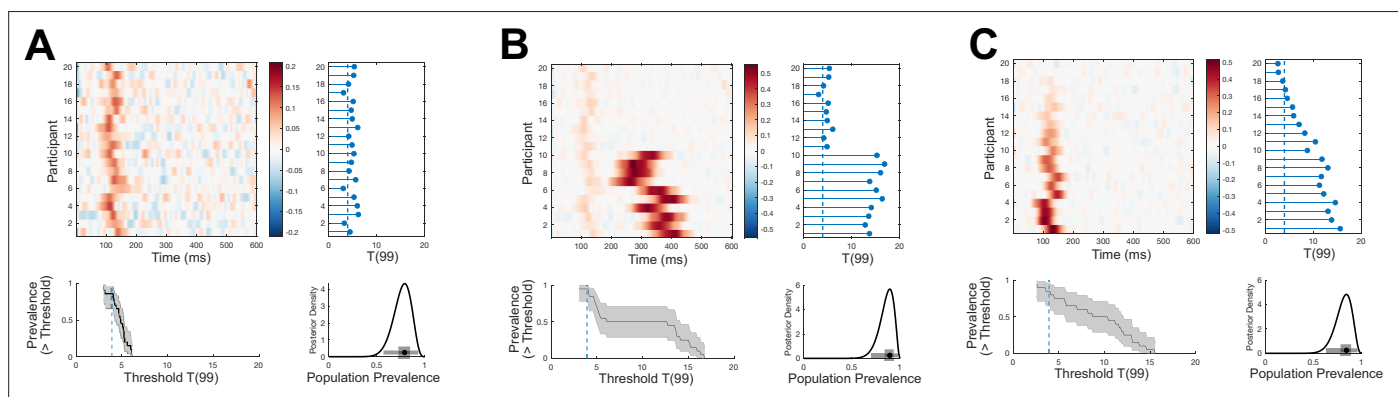 A
20
18
16
14
12
10
8
6
4
2
Participant
100 200 300 400 500 600
Time (ms)
0.2
0.15
0.1
0.05
0
-0.05
-0.1
-0.15
-0.2
20
18
16
14
12
10
8
6
4
2
0 10 20
T(99)
Prevalence
(> Threshold)
1
0.5
0
0 5 10 15 20
Threshold T(99)
Posterior Density
4
2
0
0 0.5 1
Population Prevalence
B
20
18
16
14
12
10
8
6
4
2
Participant
100 200 300 400 500 600
Time (ms)
0.5
0.4
0.3
0.2
0.1
0
-0.1
-0.2
-0.3
-0.4
-0.5
20
18
16
14
12
10
8
6
4
2
0 10 20
T(99)
Prevalence
(> Threshold)
1
0.5
0
0 5 10 15 20
Threshold T(99)
Posterior Density
6
4
2
0
0 0.5 1
Population Prevalence
C
20
18
16
14
12
10
8
6
4
2
Participant
100 200 300 400 500 600
Time (ms)
0.5
0.4
0.3
0.2
0.1
0
-0.1
-0.2
-0.3
-0.4
-0.5
20
18
16
14
12
10
8
6
4
2
0 10 20
T(99)
Prevalence
(> Threshold)
1
0.5
0
0 5 10 15 20
Threshold T(99)
Posterior Density
6
4
2
0
0 0.5 1
Population Prevalence